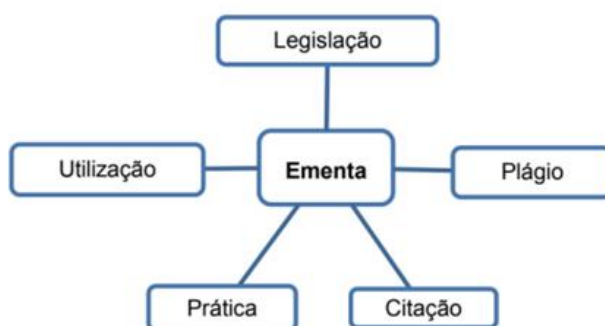 Legislação
Utilização
Ementa
Plágio
Prática
Citação